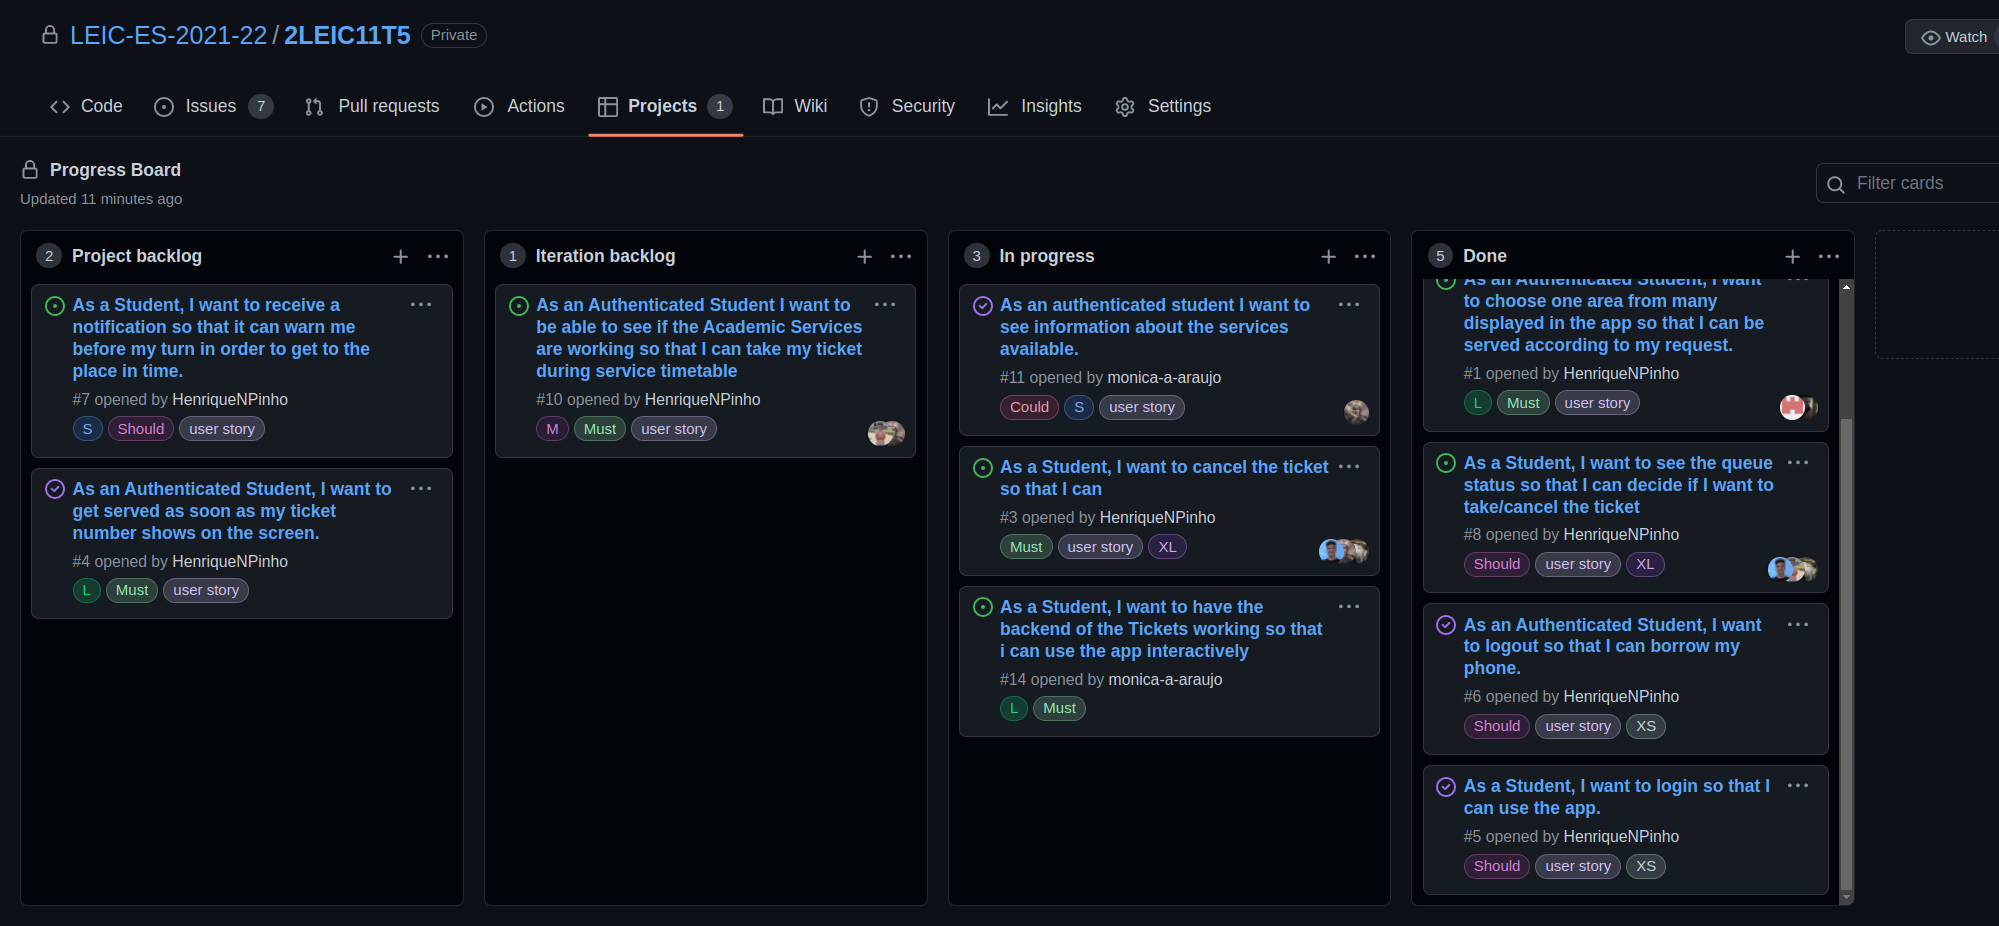 LEIC-ES-2021-22 / 2LEIC11T5 Private
Watch
Code Issues 7 Pull requests Actions Projects 1 Wiki Security Insights Settings
Progress Board
Updated 11 minutes ago
Filter cards
2 Project backlog
As a Student, I want to receive a
notification so that it can warn me
before my turn in order to get to the
place in time.
#7 opened by HenriqueNPinho
S Should user story
As an Authenticated Student, I want to
get served as soon as my ticket
number shows on the screen.
#4 opened by HenriqueNPinho
L Must user story
1 Iteration backlog
As an Authenticated Student I want to
be able to see if the Academic Services
are working so that I can take my ticket
during service timetable
#10 opened by HenriqueNPinho
M Must user story
3 In progress
As an authenticated student I want to
see information about the services
available.
#11 opened by monica-a-araujo
Could S user story
As a Student, I want to cancel the ticket
so that I can
#3 opened by HenriqueNPinho
Must user story XL
As a Student, I want to have the
backend of the Tickets working so that
i can use the app interactively
#14 opened by monica-a-araujo
L Must
5 Done
As an Authenticated Student, I want
to choose one area from many
displayed in the app so that I can be
served according to my request.
#1 opened by HenriqueNPinho
L Must user story
As a Student, I want to see the queue
status so that I can decide if I want to
take/cancel the ticket
#8 opened by HenriqueNPinho
Should user story XL
As an Authenticated Student, I want
to logout so that I can borrow my
phone.
#6 opened by HenriqueNPinho
Should user story XS
As a Student, I want to login so that I
can use the app.
#5 opened by HenriqueNPinho
Should user story XS